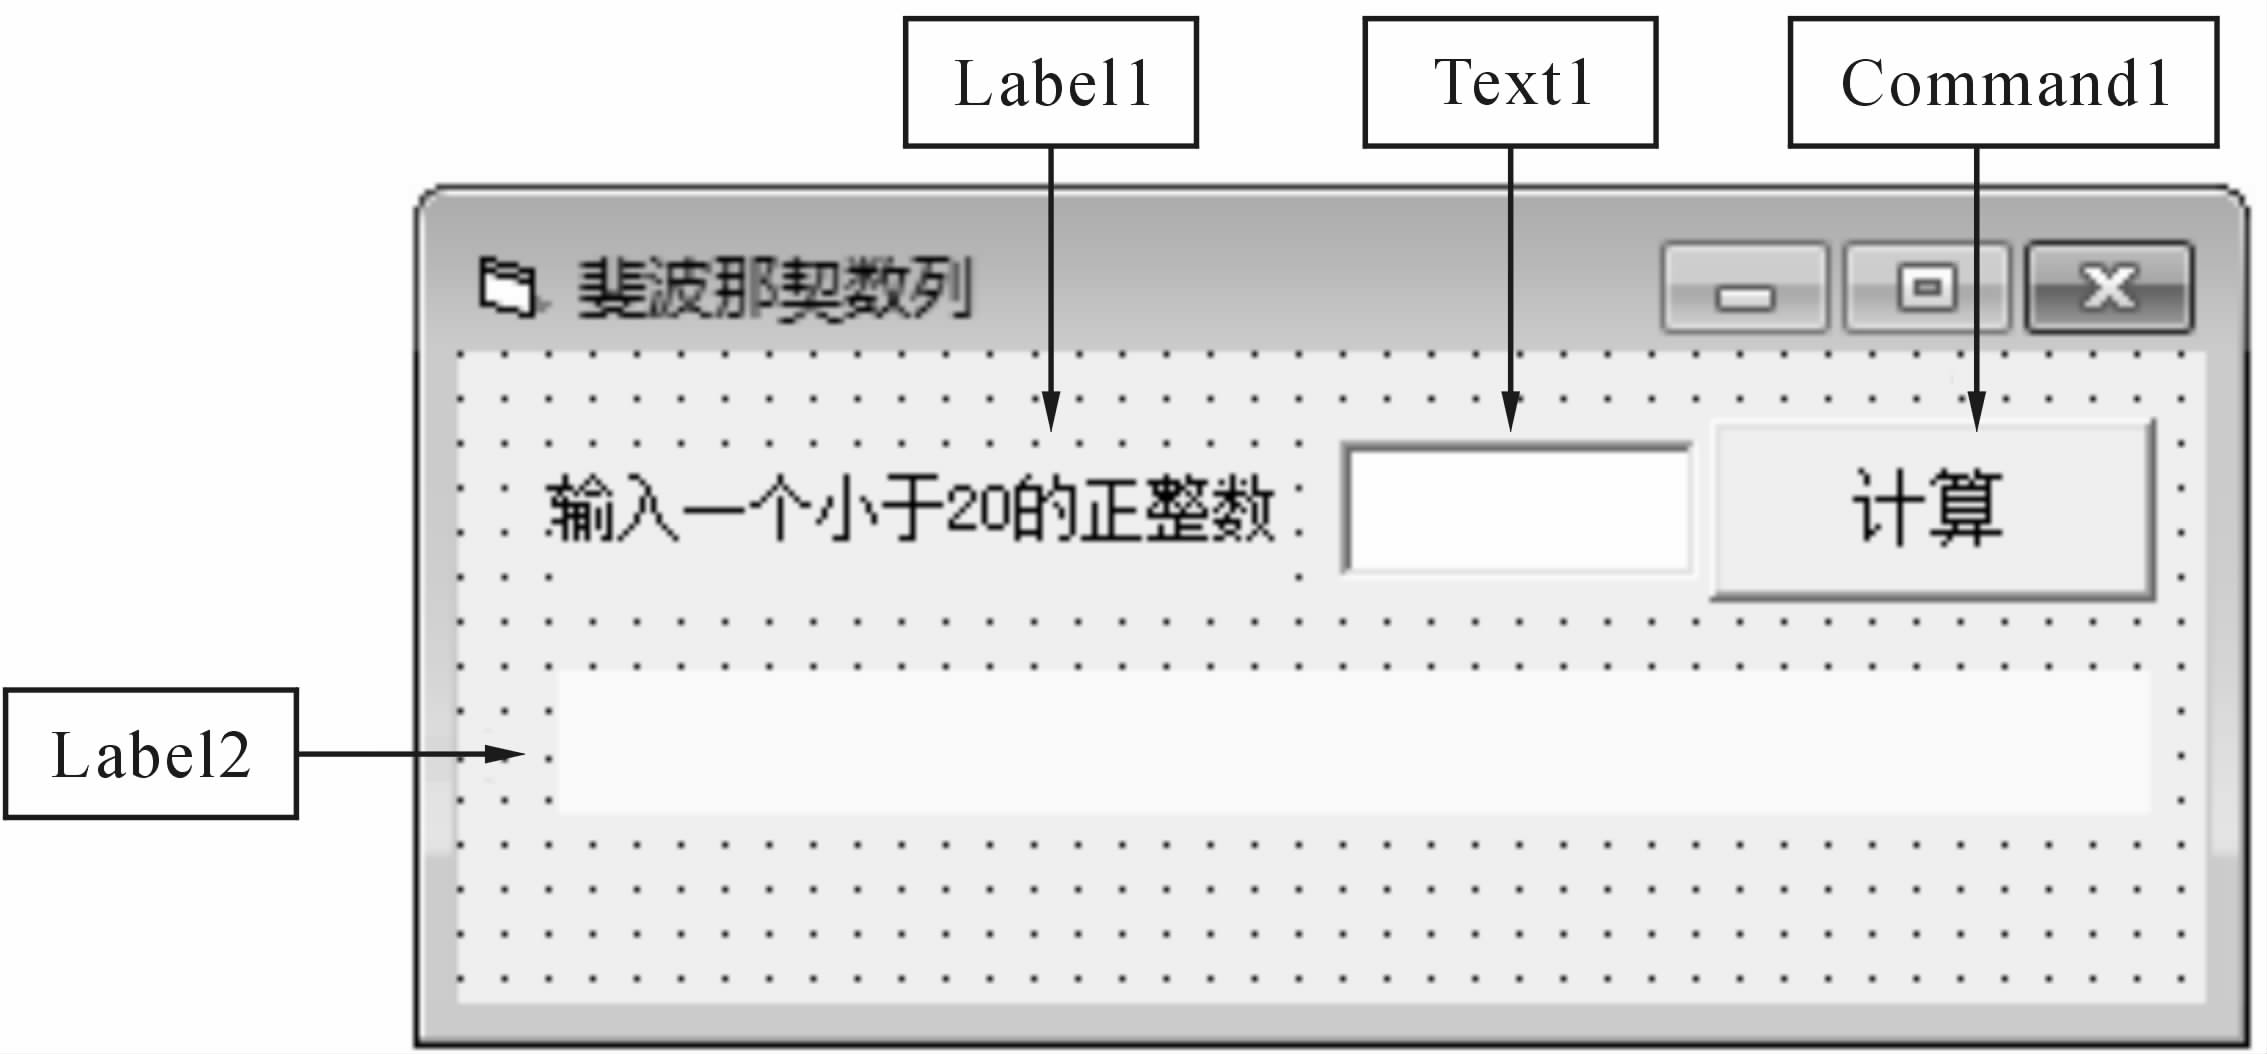 Label1
Text1
Command1
斐波那契数列
输入一个小于20的正整数
计算
Label2